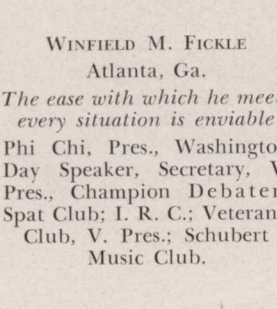 WINFIELD M. FICKLE
Atlanta, Ga.
The ease with which he mee
every situation is enviable
Phi Chi, Pres., Washingto
Day Speaker, Secretary, V
Pres., Champion Debater
Spat Club; I. R. C.; Veteran
Club, V. Pres.; Schubert
Music Club.